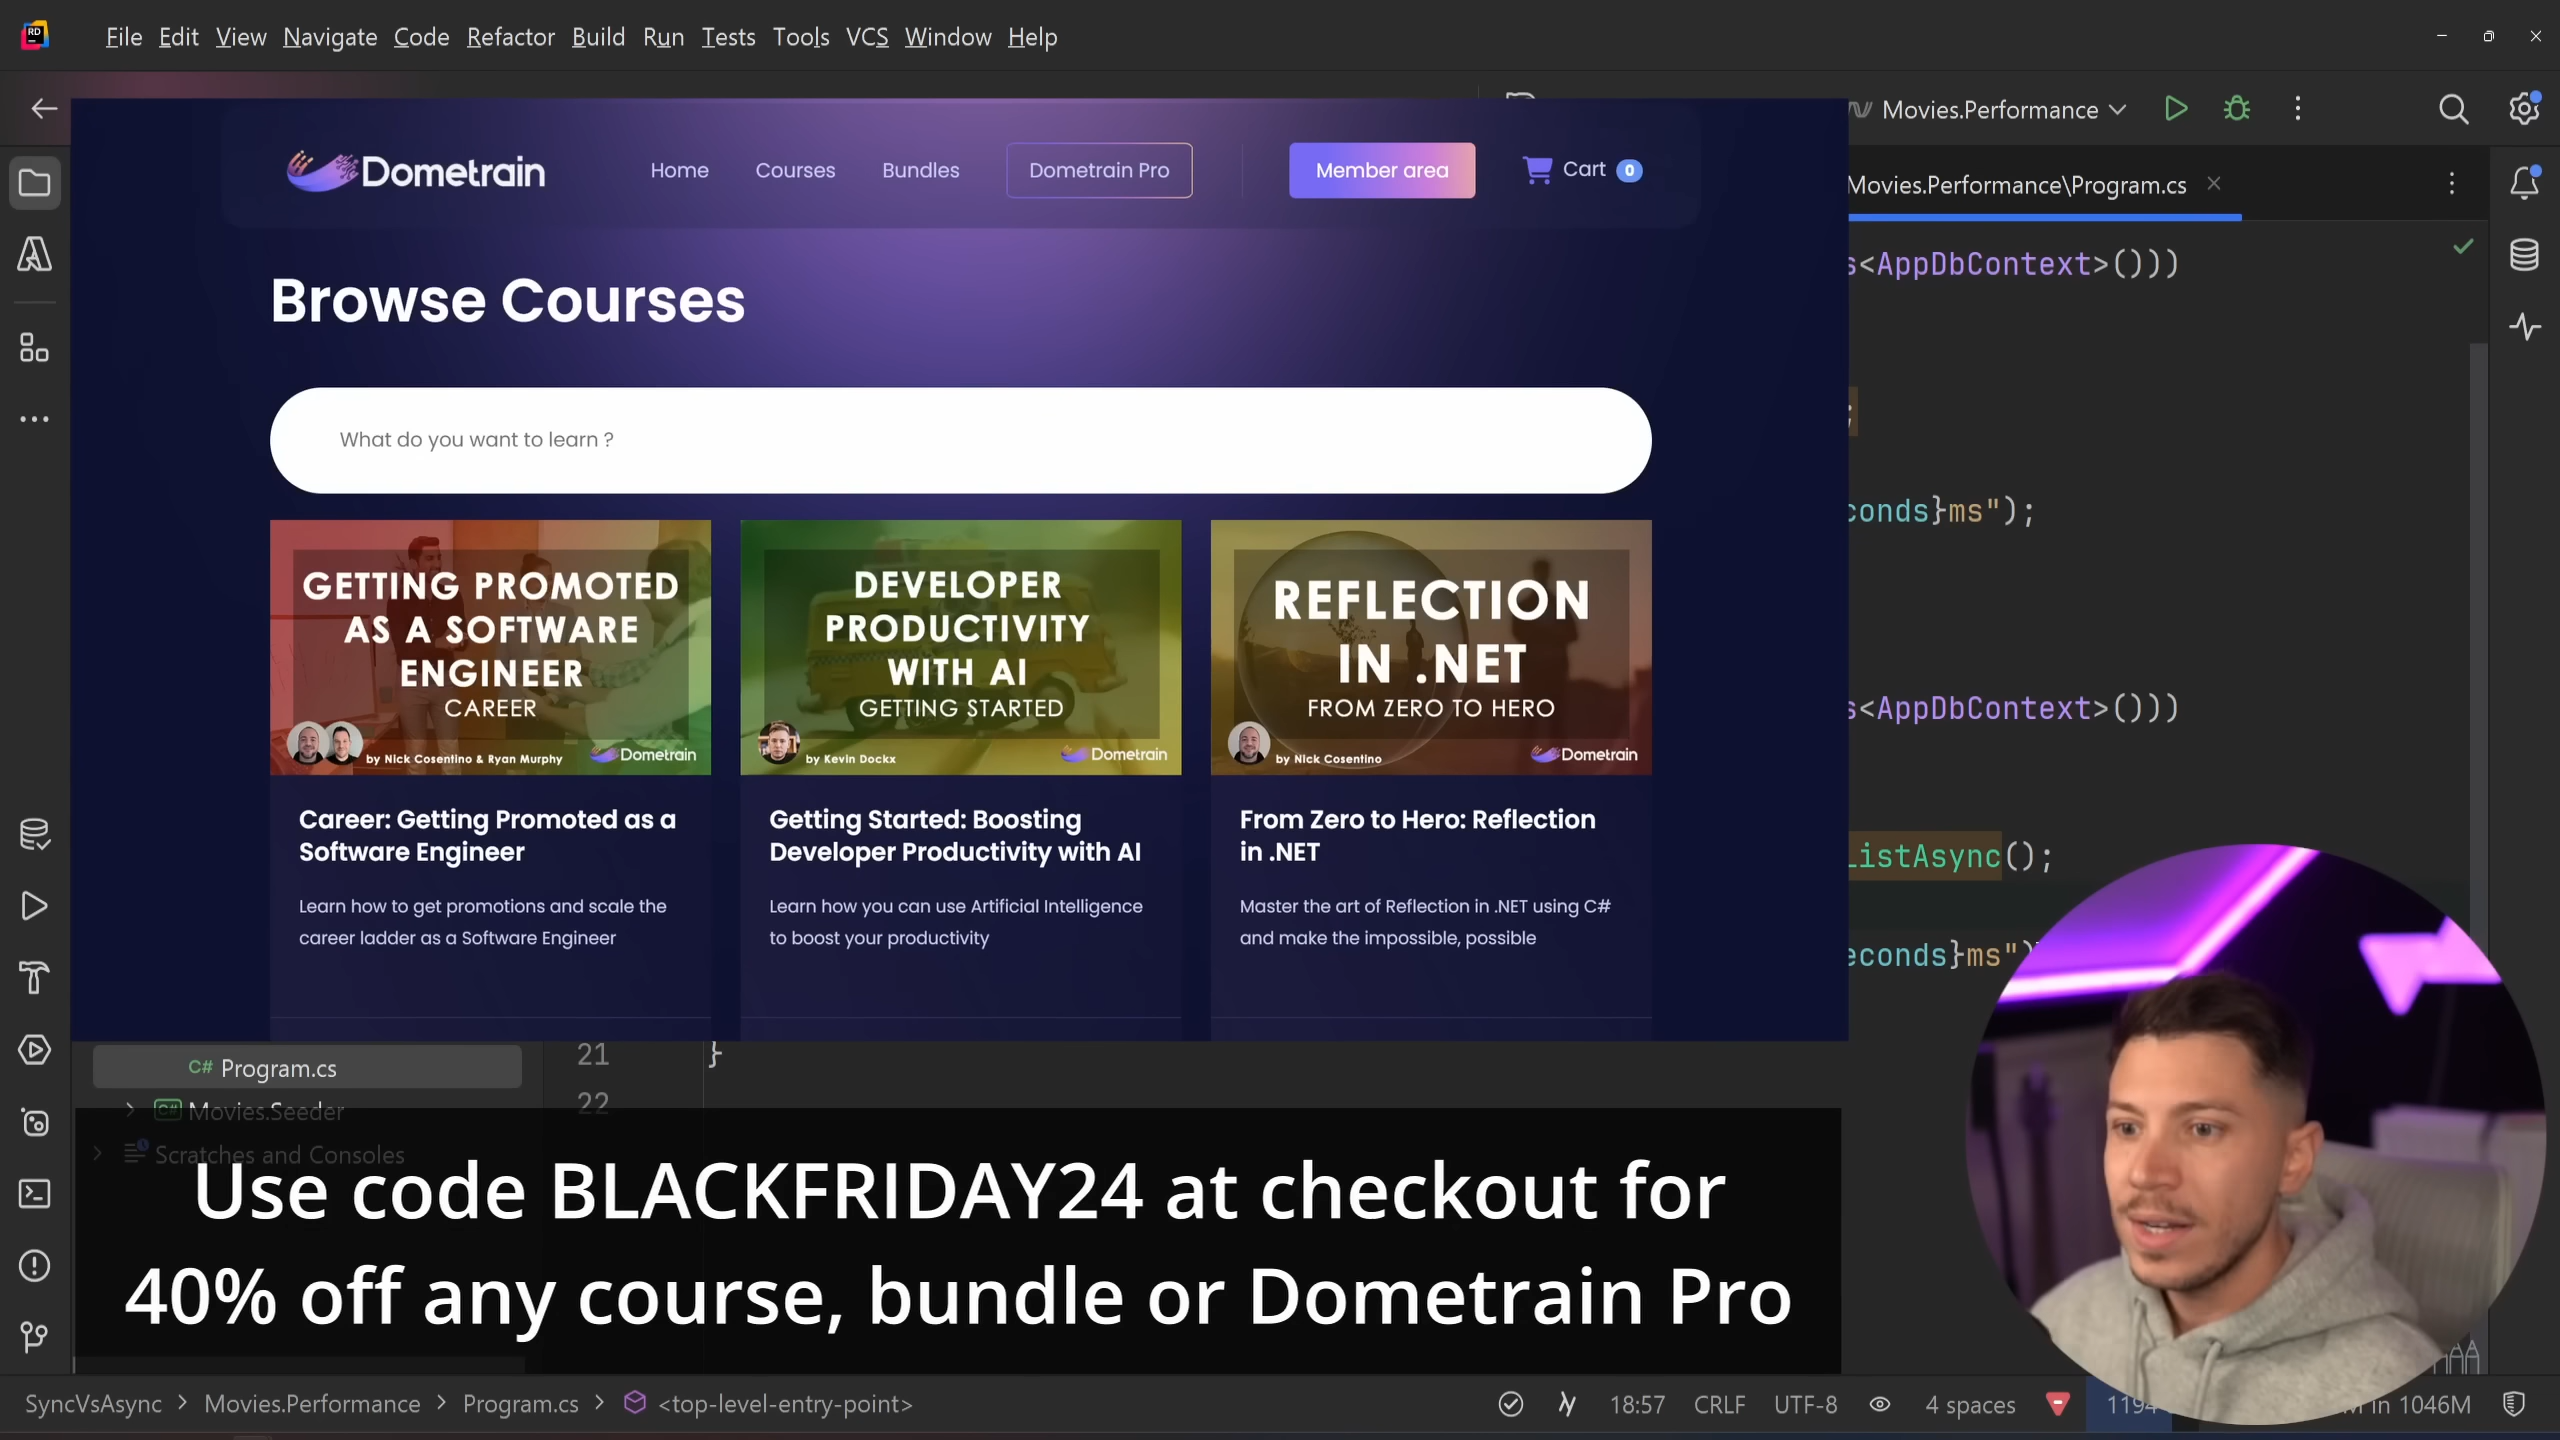 File Edit View Navigate Code Refactor Build Run Tests Tools VCS Window Help
Movies.Performance
Movies.Performance\Program.cs
Dometrain
Home
Courses
Bundles
Dometrain Pro
Member area
Cart 0
Browse Courses
What do you want to learn ?
GETTING PROMOTED
AS A SOFTWARE
ENGINEER
CAREER
by Nick Cosentino & Ryan Murphy
Dometrain
Career: Getting Promoted as a
Software Engineer
Learn how to get promotions and scale the
career ladder as a Software Engineer
DEVELOPER
PRODUCTIVITY
WITH AI
GETTING STARTED
by Kevin Dockx
Dometrain
Getting Started: Boosting
Developer Productivity with AI
Learn how you can use Artificial Intelligence
to boost your productivity
REFLECTION
IN .NET
FROM ZERO TO HERO
by Nick Cosentino
Dometrain
From Zero to Hero: Reflection
in .NET
Master the art of Reflection in .NET using C#
and make the impossible, possible
<AppDbContext>()))
;
conds}ms");
<AppDbContext>()))
ListAsync();
econds}ms")
21 }
22
C# Program.cs
C# Movies.Seeder
Scratches and Consoles
Use code BLACKFRIDAY24 at checkout for
40% off any course, bundle or Dometrain Pro
SyncVsAsync > Movies.Performance > Program.cs > <top-level-entry-point>
18:57 CRLF UTF-8 4 spaces 1194 in 1046M